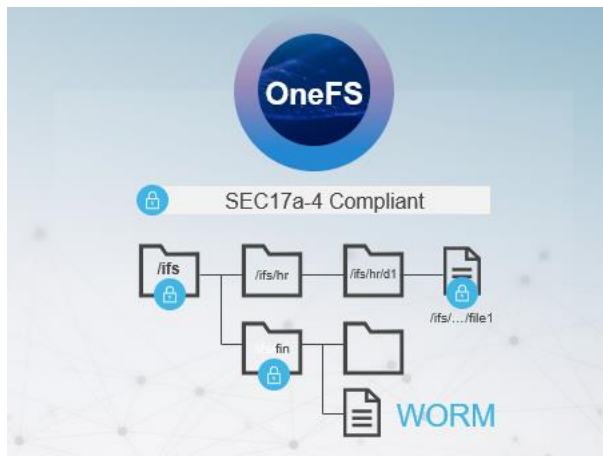 OneFS
SEC17a-4 Compliant
/ifs
/ifs/hr
/ifs/hr/d1
/ifs/.../file1
fin
WORM